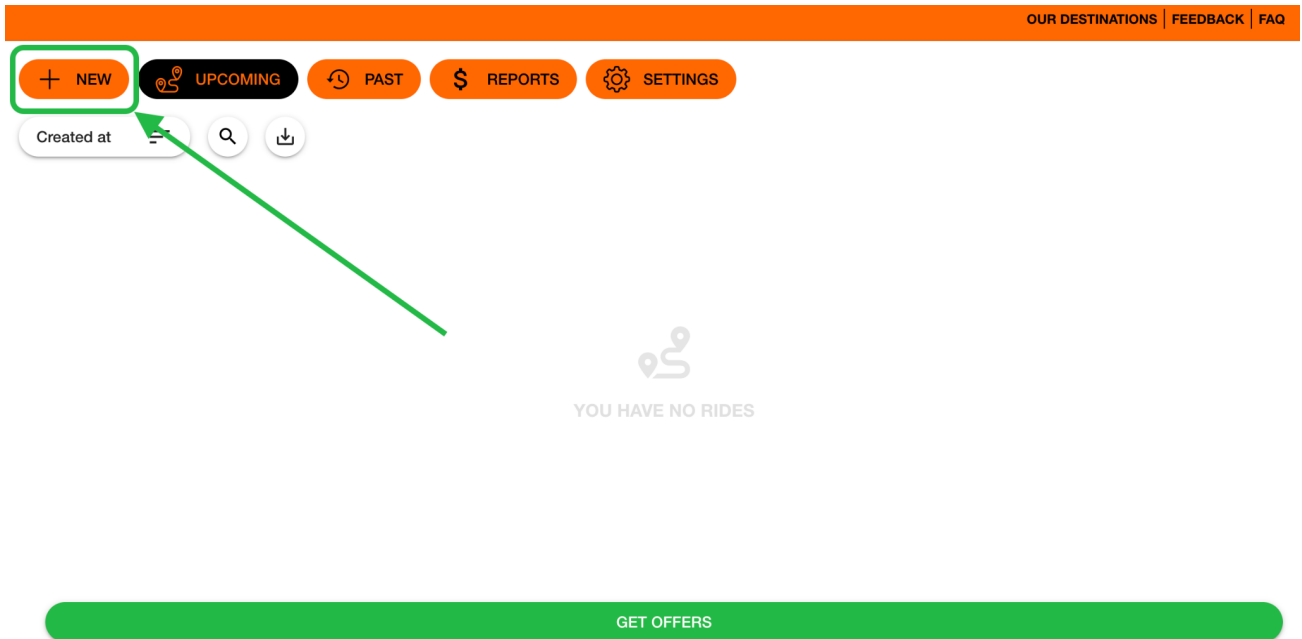 OUR DESTINATIONS | FEEDBACK | FAQ
NEW UPCOMING PAST $ REPORTS SETTINGS
Created at
YOU HAVE NO RIDES
GET OFFERS